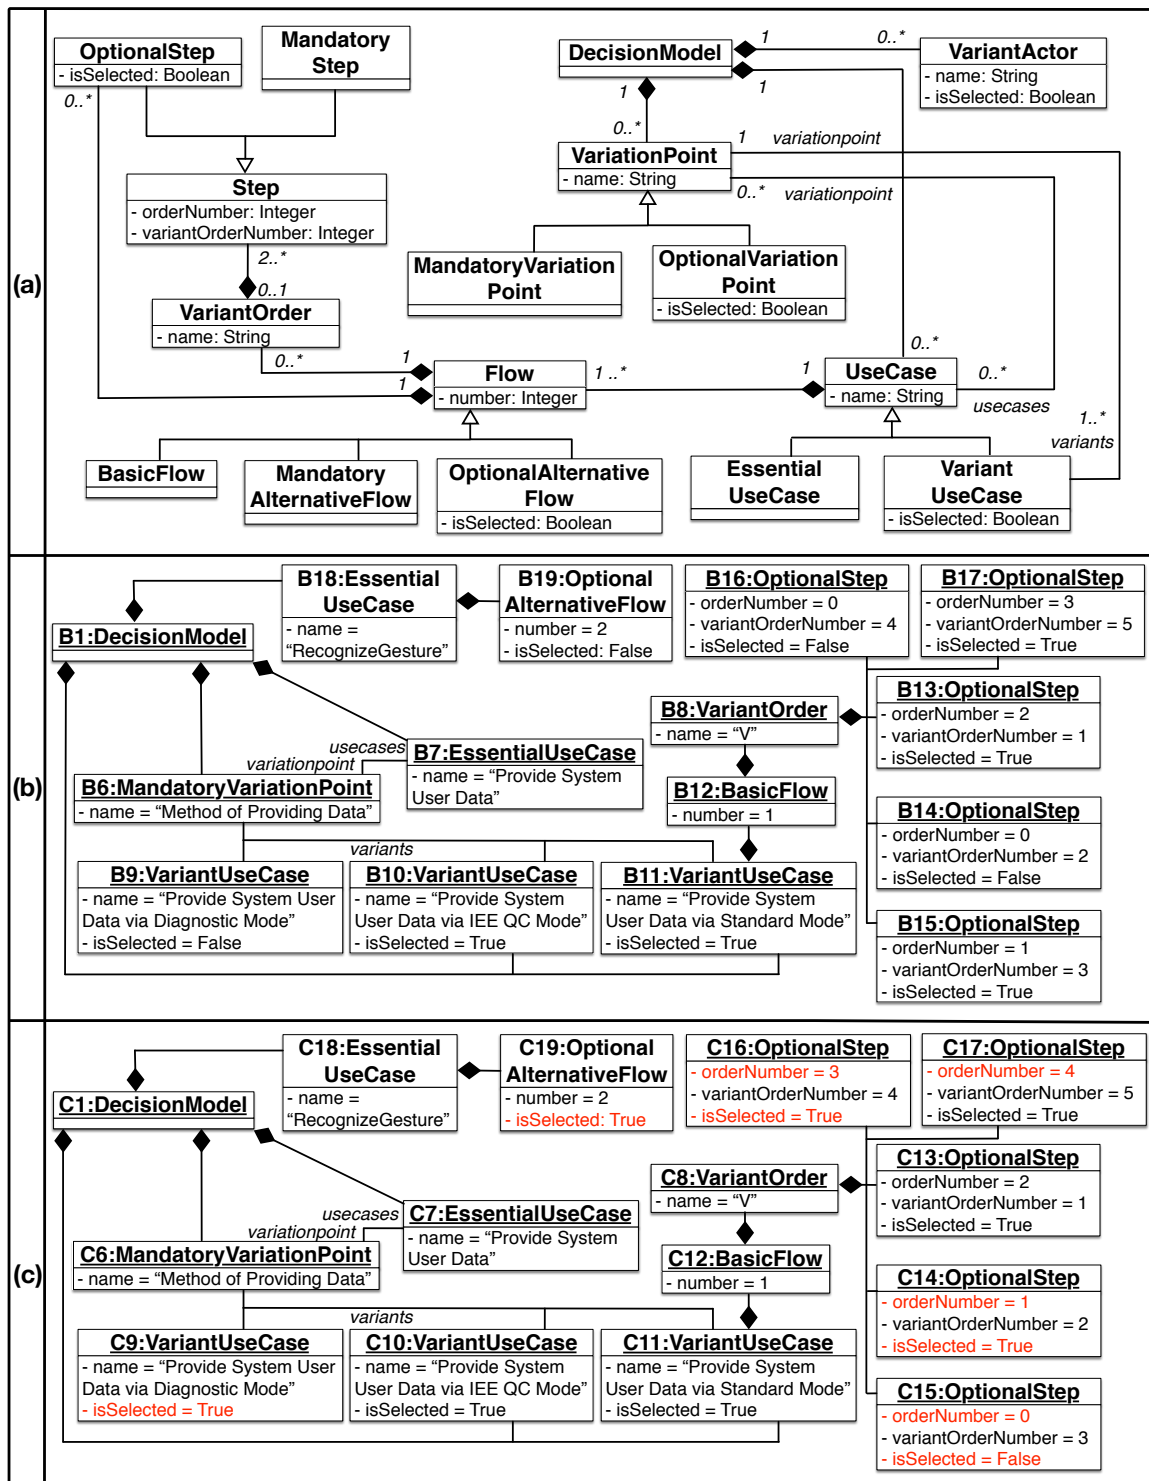 (a)
OptionalStep
- isSelected: Boolean
0..*
Mandatory
Step
Step
- orderNumber: Integer
- variantOrderNumber: Integer
2..*
0..1
VariantOrder
- name: String
0..*
1
1
DecisionModel
1
0..*
1
1
0..*
VariantActor
- name: String
- isSelected: Boolean
VariationPoint
- name: String
1
variationpoint
0..*
variationpoint
MandatoryVariation
Point
OptionalVariation
Point
- isSelected: Boolean
Flow
- number: Integer
1 ..*
1
0..*
UseCase
- name: String
0..*
usecases
1..*
variants
BasicFlow
Mandatory
AlternativeFlow
OptionalAlternative
Flow
- isSelected: Boolean
Essential
UseCase
Variant
UseCase
- isSelected: Boolean
(b)
B18:Essential
UseCase
- name =
“RecognizeGesture”
B19:Optional
AlternativeFlow
- number = 2
- isSelected: False
B16:OptionalStep
- orderNumber = 0
- variantOrderNumber = 4
- isSelected = False
B17:OptionalStep
- orderNumber = 3
- variantOrderNumber = 5
- isSelected = True
B1:DecisionModel
B8:VariantOrder
- name = “V”
B13:OptionalStep
- orderNumber = 2
- variantOrderNumber = 1
- isSelected = True
usecases
variationpoint
B7:EssentialUseCase
- name = “Provide System
User Data”
B6:MandatoryVariationPoint
- name = “Method of Providing Data”
B12:BasicFlow
- number = 1
B14:OptionalStep
- orderNumber = 0
- variantOrderNumber = 2
- isSelected = False
variants
B9:VariantUseCase
- name = “Provide System User
Data via Diagnostic Mode”
- isSelected = False
B10:VariantUseCase
- name = “Provide System
User Data via IEE QC Mode”
- isSelected = True
B11:VariantUseCase
- name = “Provide System
User Data via Standard Mode”
- isSelected = True
B15:OptionalStep
- orderNumber = 1
- variantOrderNumber = 3
- isSelected = True
(c)
C18:Essential
UseCase
- name =
“RecognizeGesture”
C19:Optional
AlternativeFlow
- number = 2
- isSelected: True
C16:OptionalStep
- orderNumber = 3
- variantOrderNumber = 4
- isSelected = True
C17:OptionalStep
- orderNumber = 4
- variantOrderNumber = 5
- isSelected = True
C1:DecisionModel
C8:VariantOrder
- name = “V”
C13:OptionalStep
- orderNumber = 2
- variantOrderNumber = 1
- isSelected = True
usecases
variationpoint
C7:EssentialUseCase
- name = “Provide System
User Data”
C6:MandatoryVariationPoint
- name = “Method of Providing Data”
C12:BasicFlow
- number = 1
C14:OptionalStep
- orderNumber = 1
- variantOrderNumber = 2
- isSelected = True
variants
C9:VariantUseCase
- name = “Provide System User
Data via Diagnostic Mode”
- isSelected = True
C10:VariantUseCase
- name = “Provide System
User Data via IEE QC Mode”
- isSelected = True
C11:VariantUseCase
- name = “Provide System
User Data via Standard Mode”
- isSelected = True
C15:OptionalStep
- orderNumber = 0
- variantOrderNumber = 3
- isSelected = False